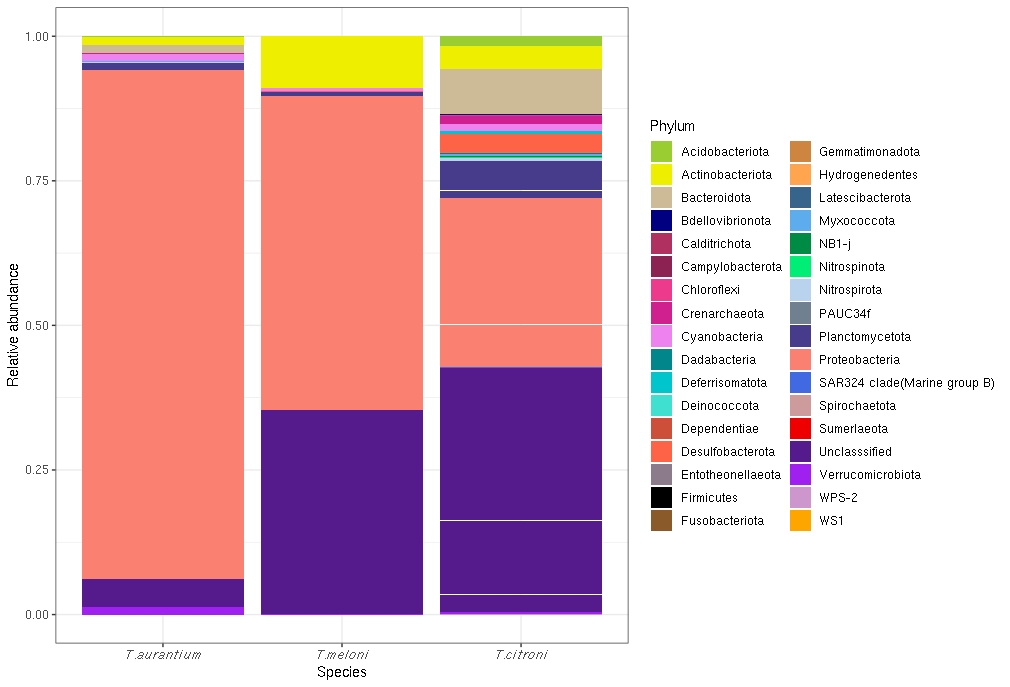 Relative abundance
1.00
0.75
0.50
0.25
0.00
T.aurantium
T.meloni
T.citroni
Species
Phylum
Acidobacteriota
Actinobacteriota
Bacteroidota
Bdellovibrionota
Calditrichota
Campylobacterota
Chloroflexi
Crenarchaeota
Cyanobacteria
Dadabacteria
Deferrisomatota
Deinococcota
Dependentiae
Desulfobacterota
Entotheonellaeota
Firmicutes
Fusobacteriota
Gemmatimonadota
Hydrogenedentes
Latescibacterota
Myxococcota
NB1-j
Nitrospinota
Nitrospirota
PAUC34f
Planctomycetota
Proteobacteria
SAR324 clade(Marine group B)
Spirochaetota
Sumerlaeota
Unclasssified
Verrucomicrobiota
WPS-2
WS1